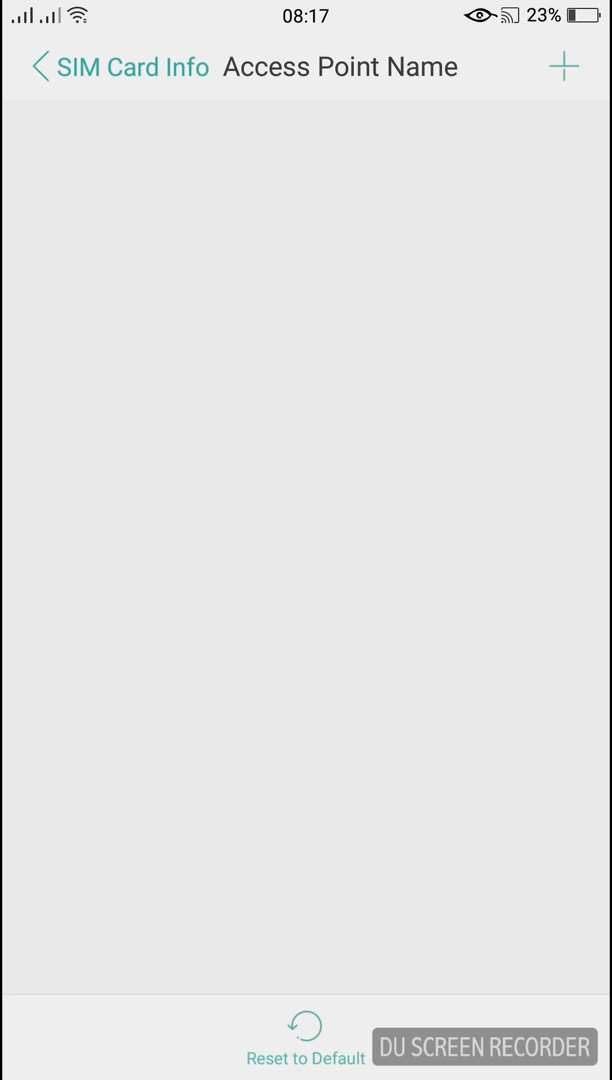 08:17
23%
SIM Card Info Access Point Name
Reset to Default
DU SCREEN RECORDER